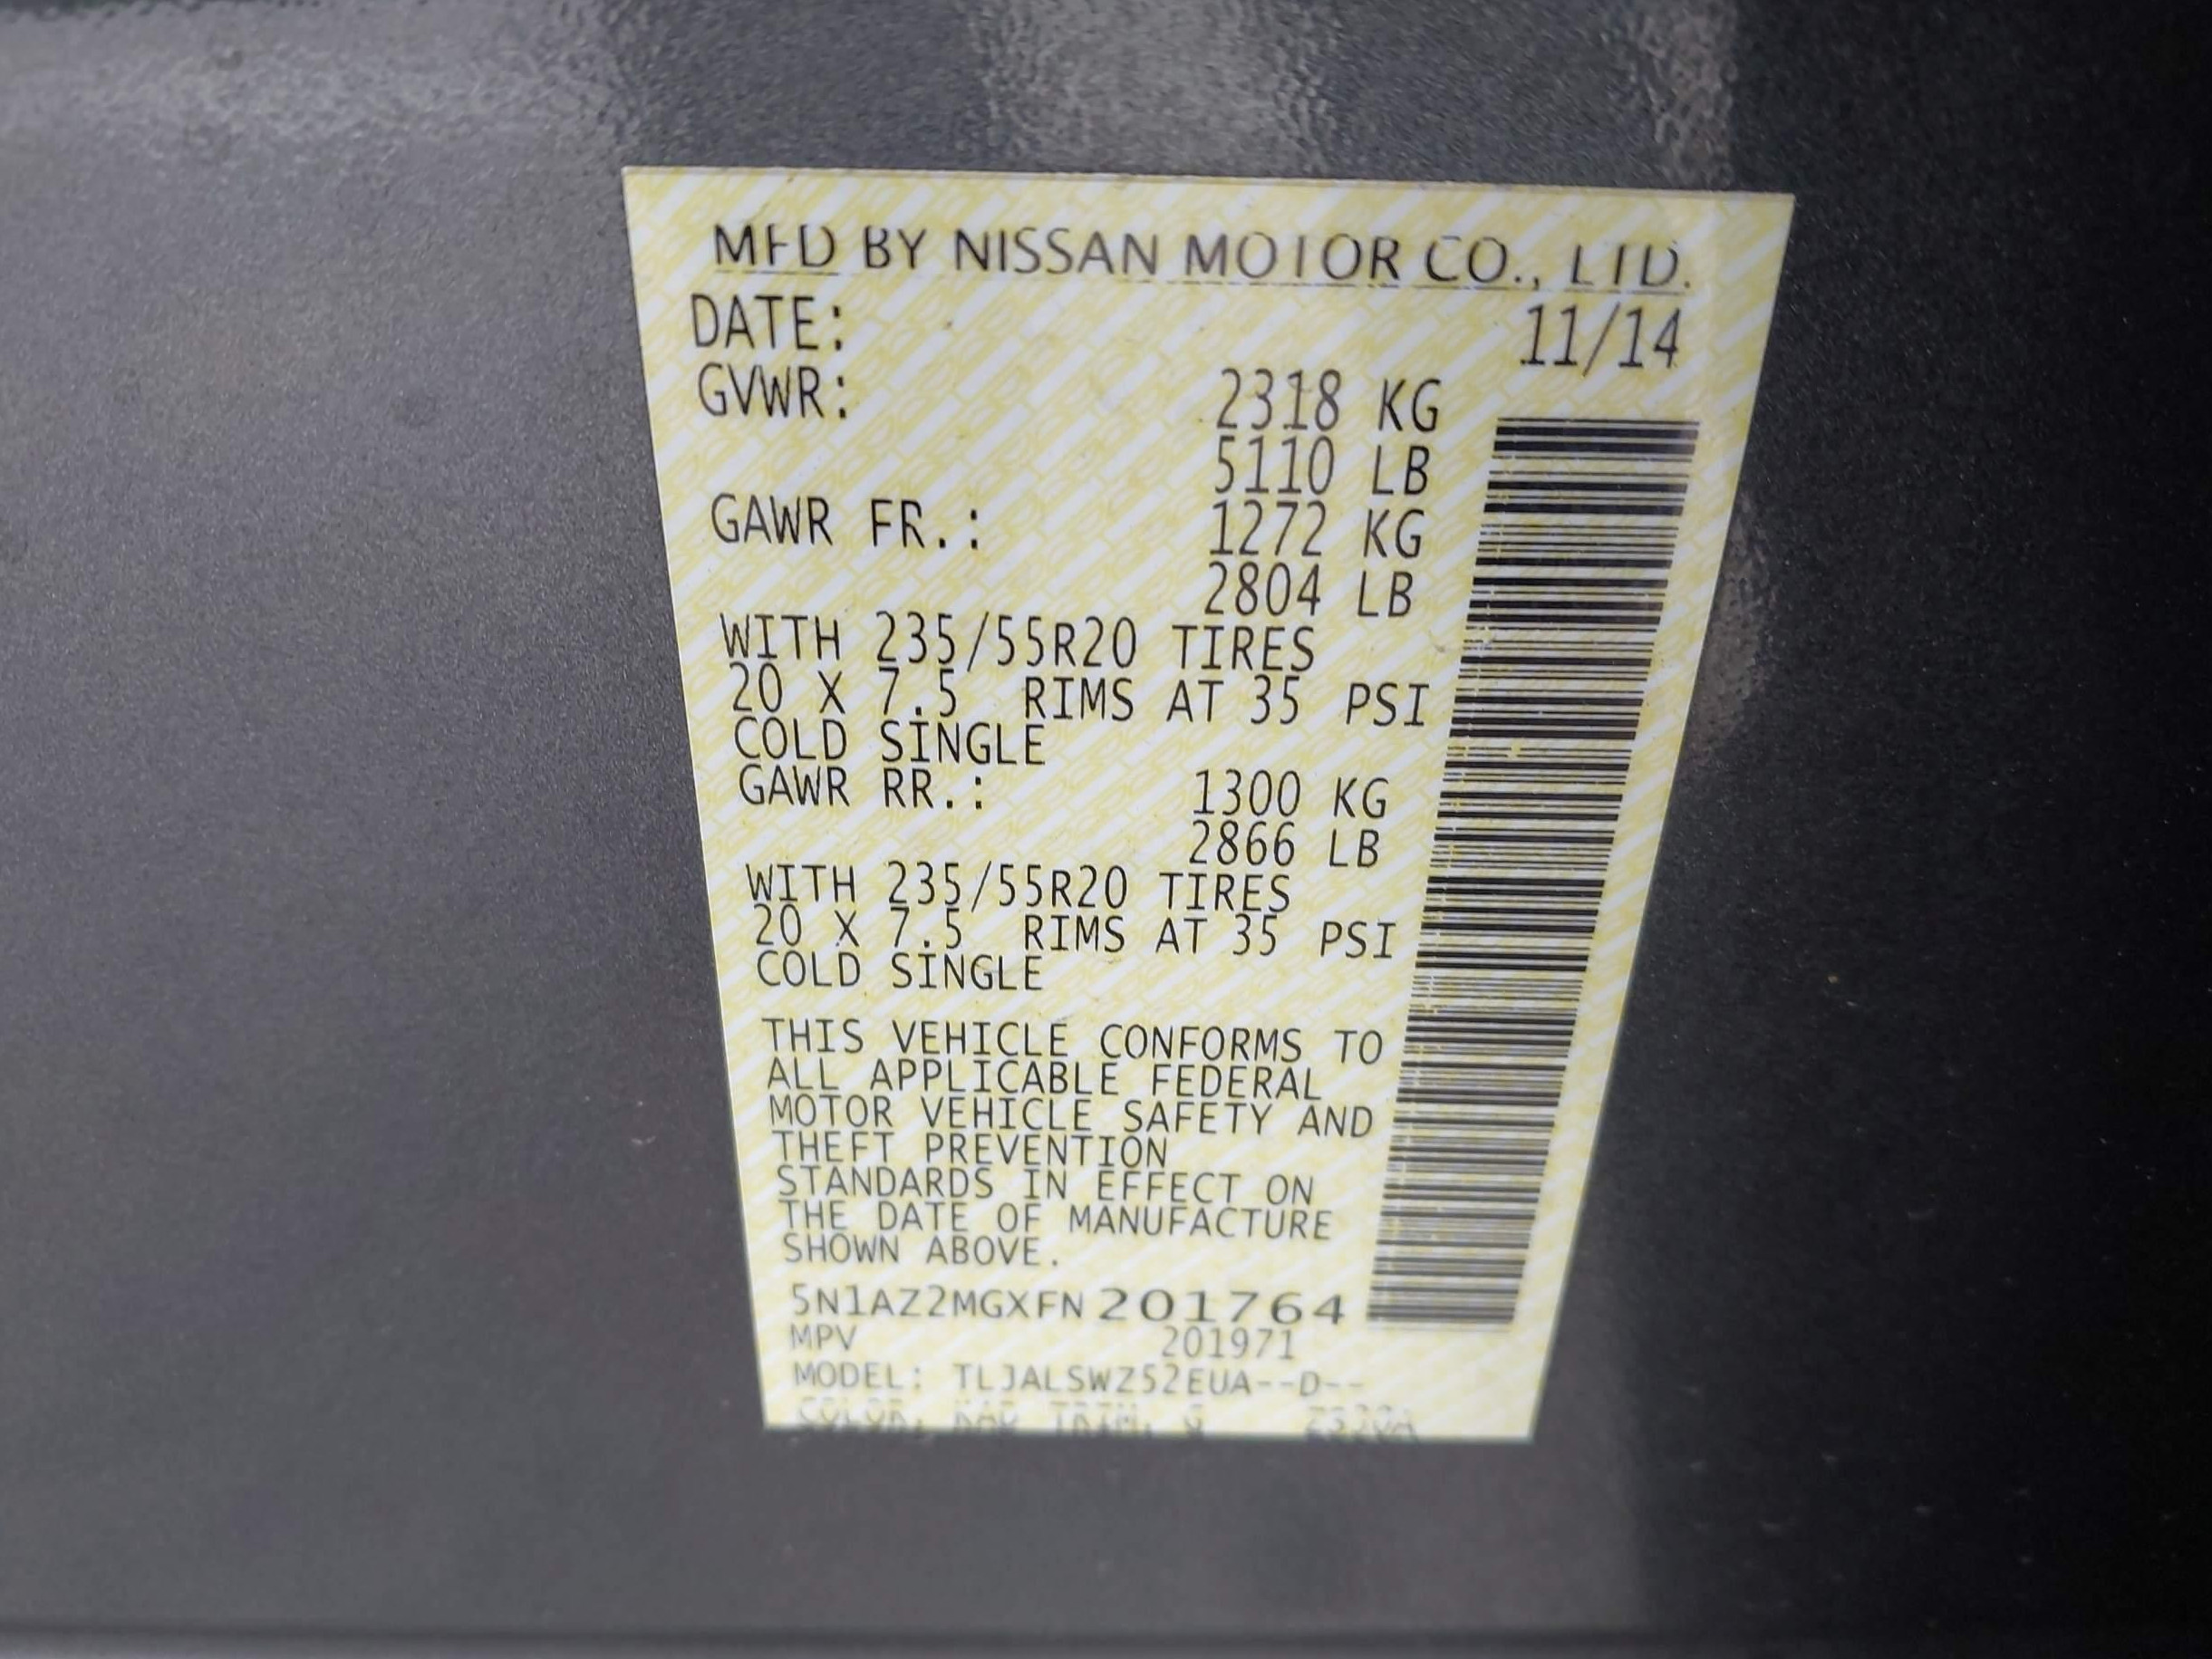 MFD BY NISSAN MOTOR CO., LTD.
DATE: 11/14
GVWR: 2318 KG
5110 LB
GAWR FR.: 1272 KG
2804 LB
WITH 235/55R20 TIRES
20 X 7.5 RIMS AT 35 PSI
COLD SINGLE
GAWR RR.: 1300 KG
2866 LB
WITH 235/55R20 TIRES
20 X 7.5 RIMS AT 35 PSI
COLD SINGLE
THIS VEHICLE CONFORMS TO
ALL APPLICABLE FEDERAL
MOTOR VEHICLE SAFETY AND
THEFT PREVENTION
STANDARDS IN EFFECT ON
THE DATE OF MANUFACTURE
SHOWN ABOVE.
5N1AZ2MGXFN201764
MPV 201971
MODEL: TLJALSWZ52EUA--D--